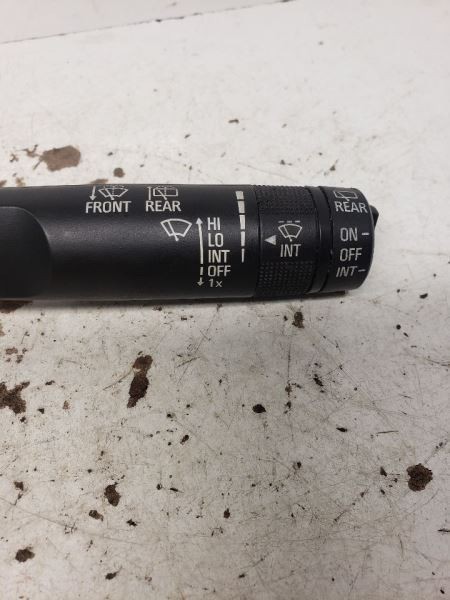 FRONT REAR
HI
LO
INT
OFF
1x
INT
REAR
ON
OFF
INT